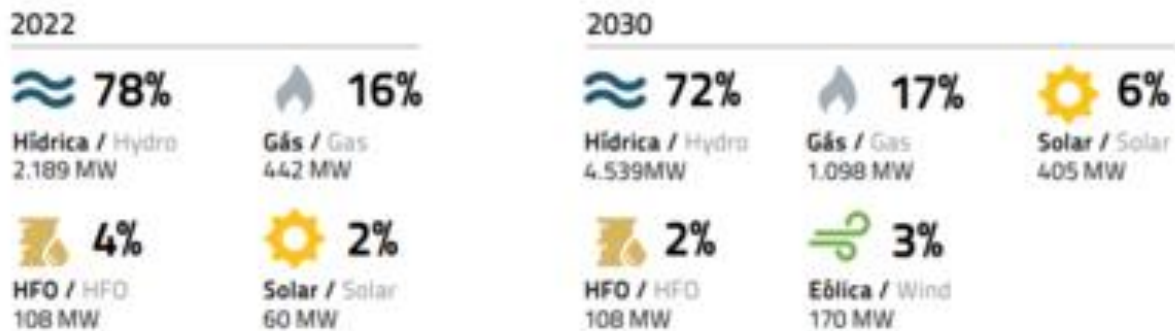 2022
78%
Hídrica / Hydro
2.189 MW
16%
Gás / Gas
442 MW
4%
HFO / HFO
108 MW
2%
Solar / Solar
60 MW
2030
72%
Hídrica / Hydro
4.539MW
17%
Gás / Gas
1.098 MW
6%
Solar / Solar
405 MW
2%
HFO / HFO
108 MW
3%
Eólica / Wind
170 MW